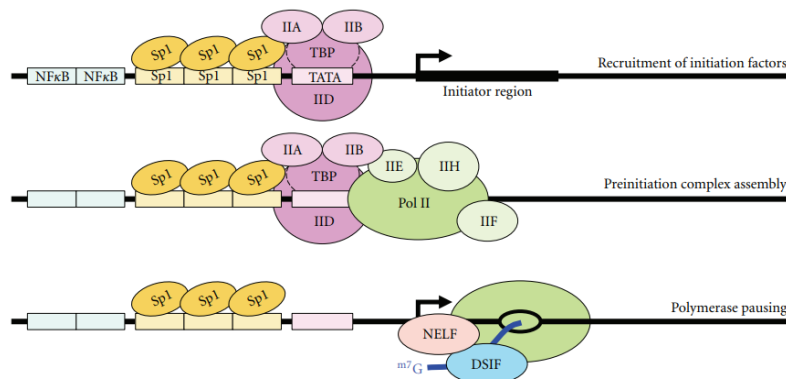 IIA IIB
Sp1 Sp1 Sp1 TBP
NFκB NFκB Sp1 Sp1 Sp1 TATA
IID
Initiator region
Recruitment of initiation factors
IIA IIB
IIE IIH
Sp1 Sp1 Sp1 TBP
Pol II
IID
IIF
Preinitiation complex assembly
Sp1 Sp1 Sp1
Polymerase pausing
NELF
DSIF
m7G